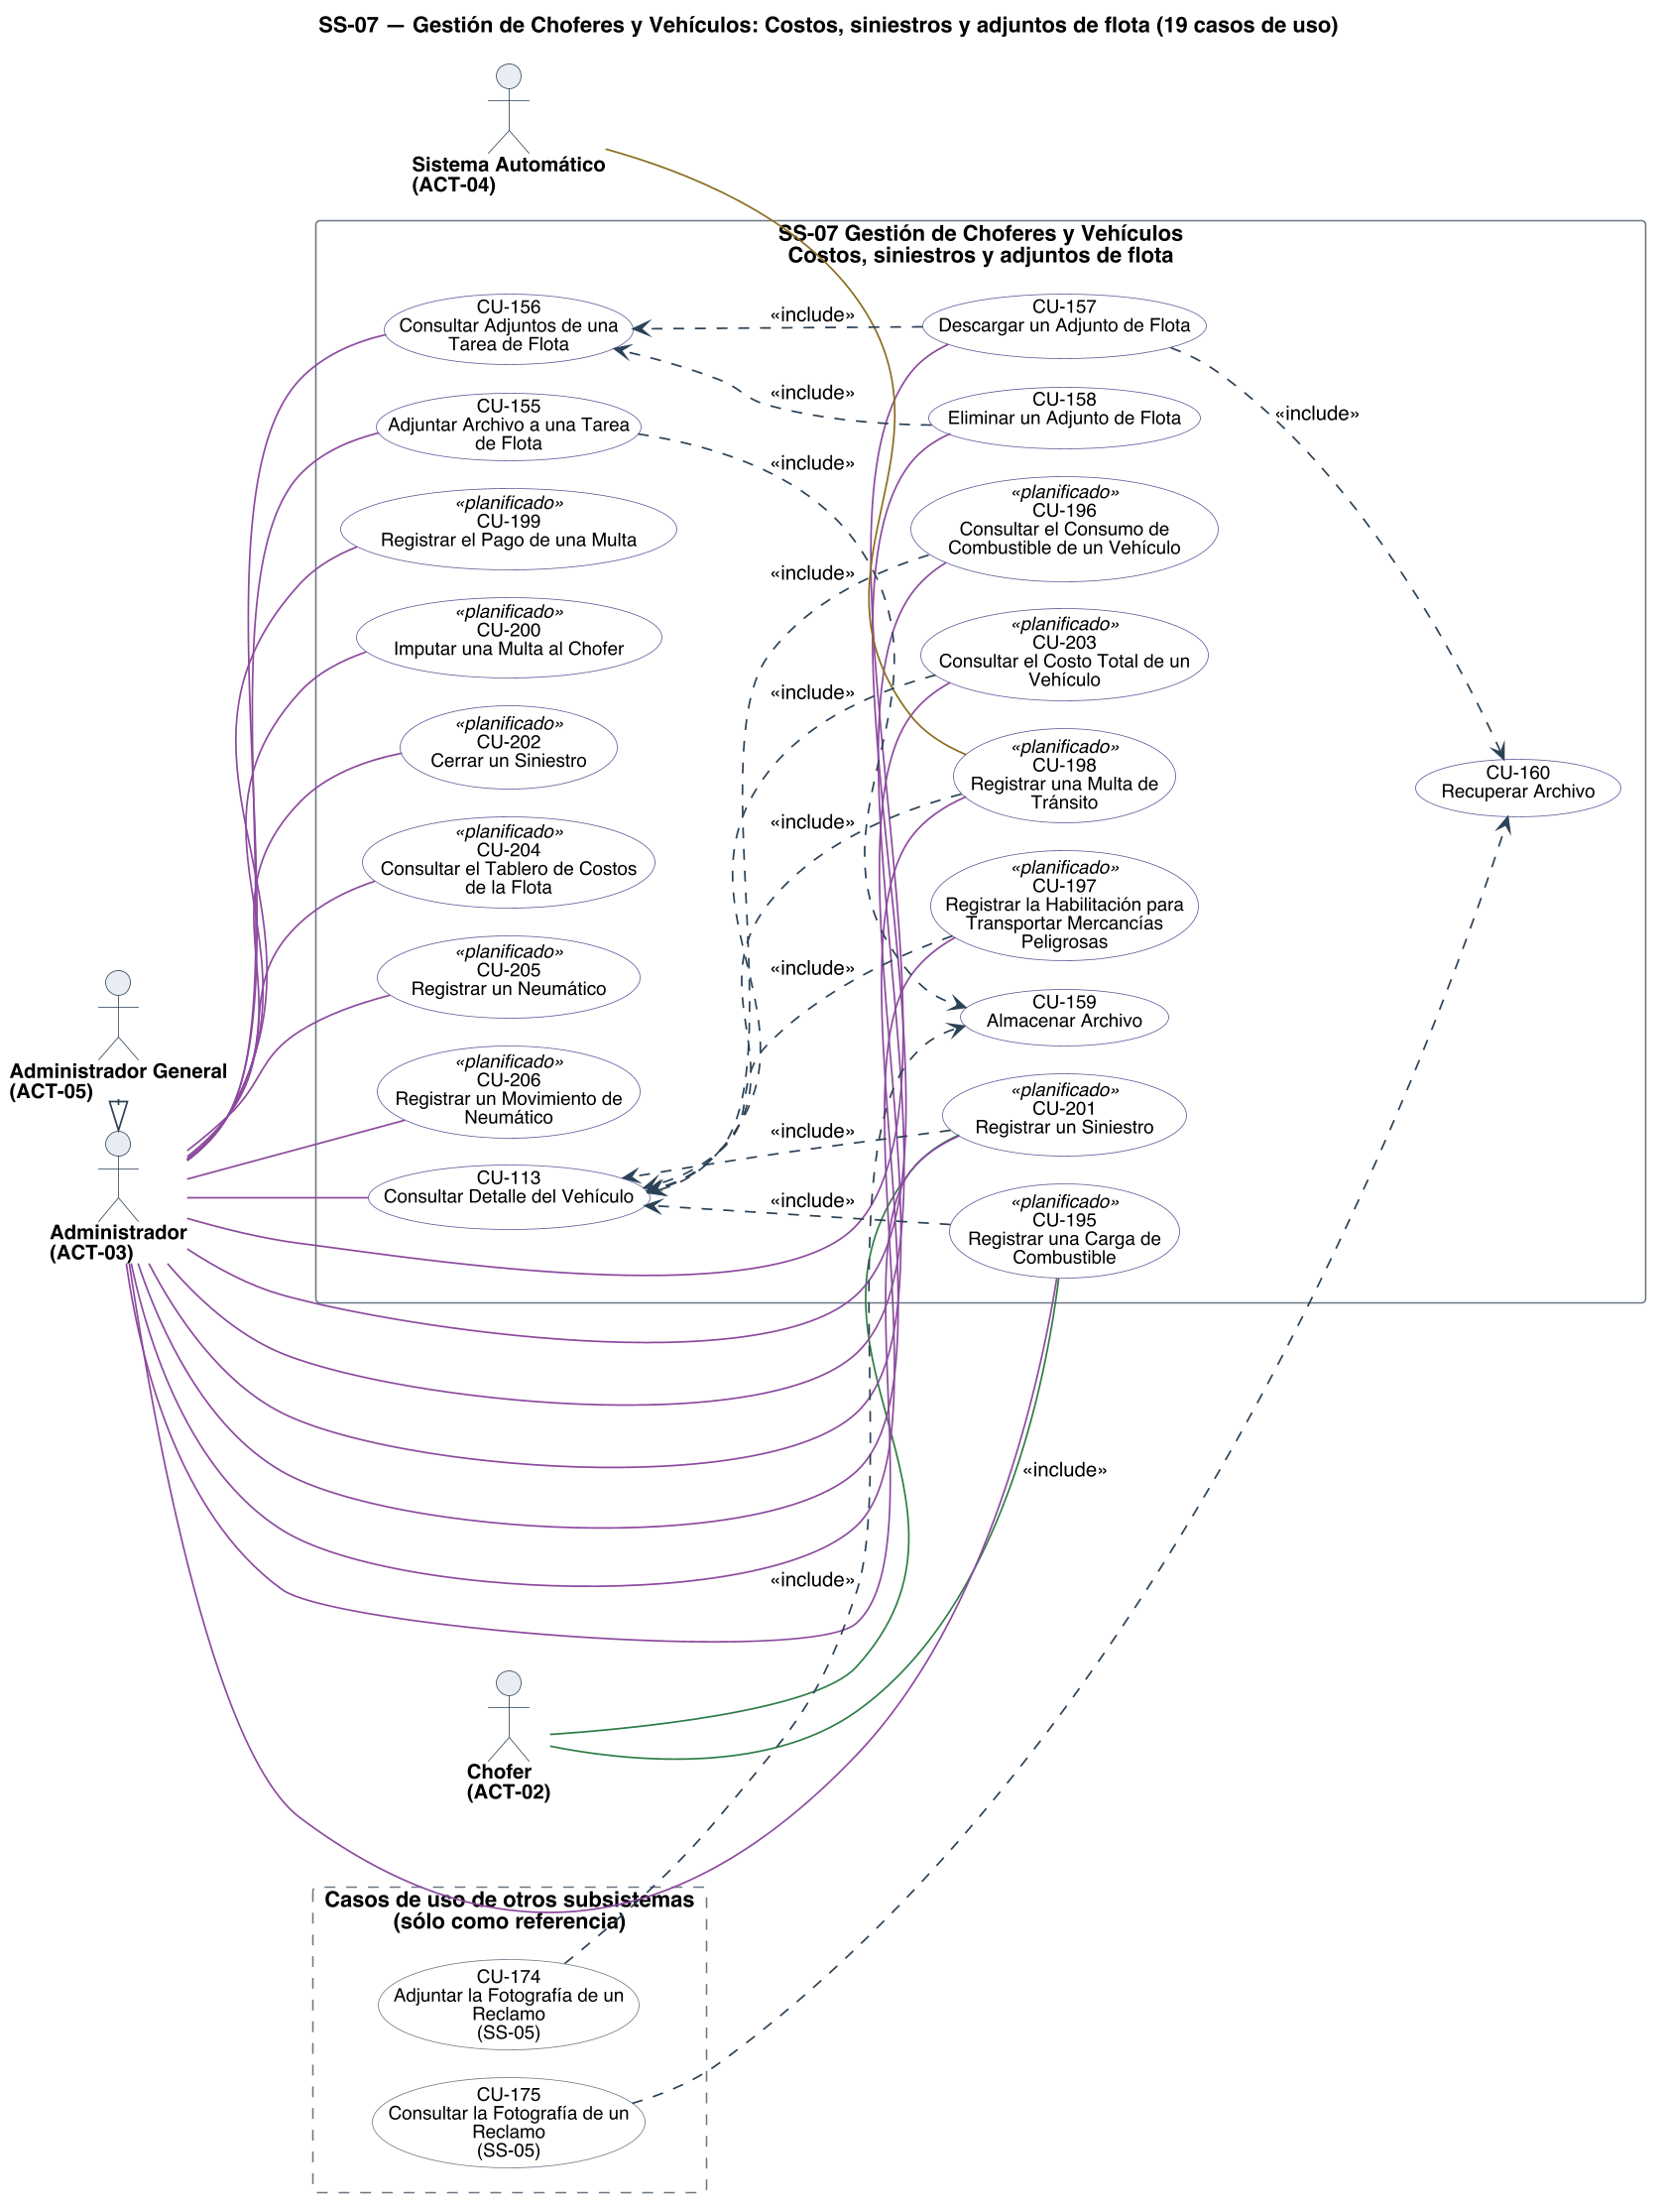 SS-07 — Gestión de Choferes y Vehículos: Costos, siniestros y adjuntos de flota (19 casos de uso)
Sistema Automático
(ACT-04)
SS-07 Gestión de Choferes y Vehículos
Costos, siniestros y adjuntos de flota
CU-156
Consultar Adjuntos de una
Tarea de Flota
«include»
CU-157
Descargar un Adjunto de Flota
CU-155
Adjuntar Archivo a una Tarea
de Flota
«include»
CU-158
Eliminar un Adjunto de Flota
«include»
«include»
«planificado»
CU-199
Registrar el Pago de una Multa
«planificado»
CU-196
Consultar el Consumo de
Combustible de un Vehículo
«include»
«planificado»
CU-200
Imputar una Multa al Chofer
«planificado»
CU-203
Consultar el Costo Total de un
Vehículo
«include»
«planificado»
CU-202
Cerrar un Siniestro
«planificado»
CU-198
Registrar una Multa de
Tránsito
CU-160
Recuperar Archivo
«include»
«planificado»
CU-204
Consultar el Tablero de Costos
de la Flota
«planificado»
CU-197
Registrar la Habilitación para
Transportar Mercancías
Peligrosas
«include»
«planificado»
CU-205
Registrar un Neumático
CU-159
Almacenar Archivo
Administrador General
(ACT-05)
«planificado»
CU-206
Registrar un Movimiento de
Neumático
«planificado»
CU-201
Registrar un Siniestro
«include»
CU-113
Consultar Detalle del Vehículo
«include»
«planificado»
CU-195
Registrar una Carga de
Combustible
Administrador
(ACT-03)
«include»
«include»
Chofer
(ACT-02)
Casos de uso de otros subsistemas
(sólo como referencia)
CU-174
Adjuntar la Fotografía de un
Reclamo
(SS-05)
CU-175
Consultar la Fotografía de un
Reclamo
(SS-05)